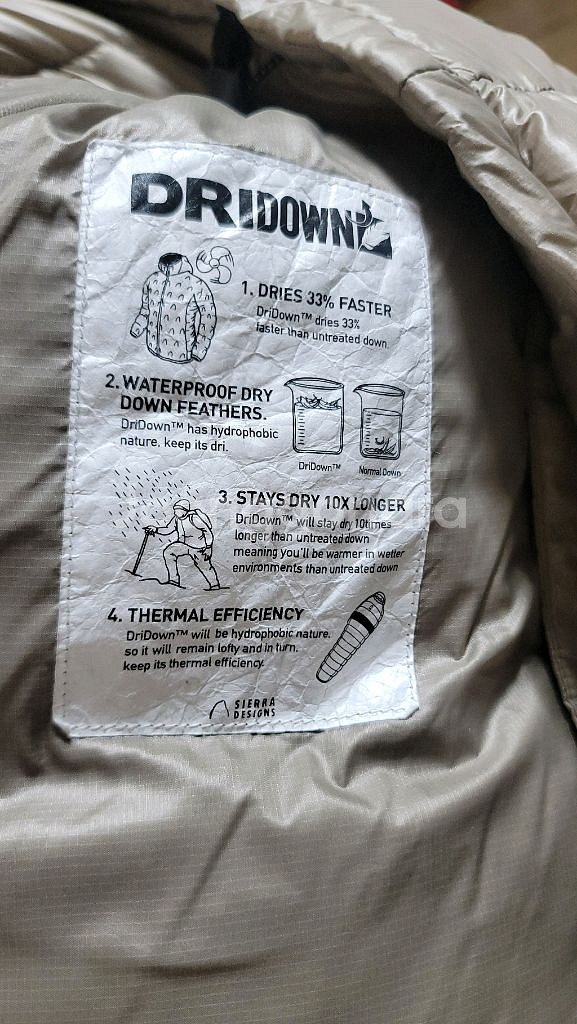 DRIDOWN
1. DRIES 33% FASTER
DriDown™ dries 33%
faster than untreated down.
2. WATERPROOF DRY
DOWN FEATHERS.
DriDown™ has hydrophobic
nature, keep its dri.
DriDown™
Normal Down
3. STAYS DRY 10X LONGER
DriDown™ will stay dry 10times
longer than untreated down
meaning you'll be warmer in wetter
environments than untreated down
4. THERMAL EFFICIENCY
DriDown™ will be hydrophobic nature.
so it will remain lofty and in turn.
keep its thermal efficiency.
SIERRA
DESIGNS